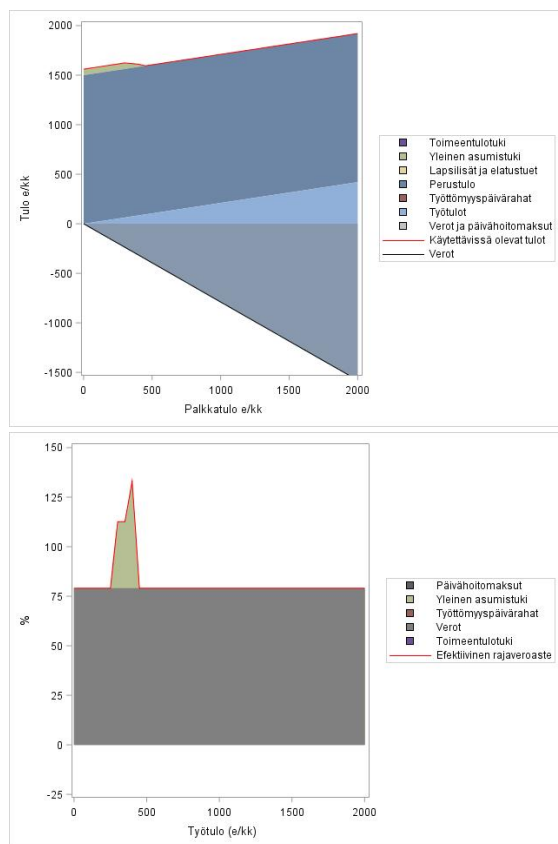 2000
1500
1000
500
0
-500
-1000
-1500
Tulo e/kk
0 500 1000 1500 2000
Palkkatulo e/kk
Toimeentulotuki
Yleinen asumistuki
Lapsilisät ja elatustuet
Perustulo
Työttömyyspäivärahat
Työtulot
Verot ja päivähoitomaksut
Käytettävissä olevat tulot
Verot
150
125
100
75
50
25
0
-25
%
0 500 1000 1500 2000
Työtulo (e/kk)
Päivähoitomaksut
Yleinen asumistuki
Työttömyyspäivärahat
Verot
Toimeentulotuki
Efektiivinen rajaveroaste